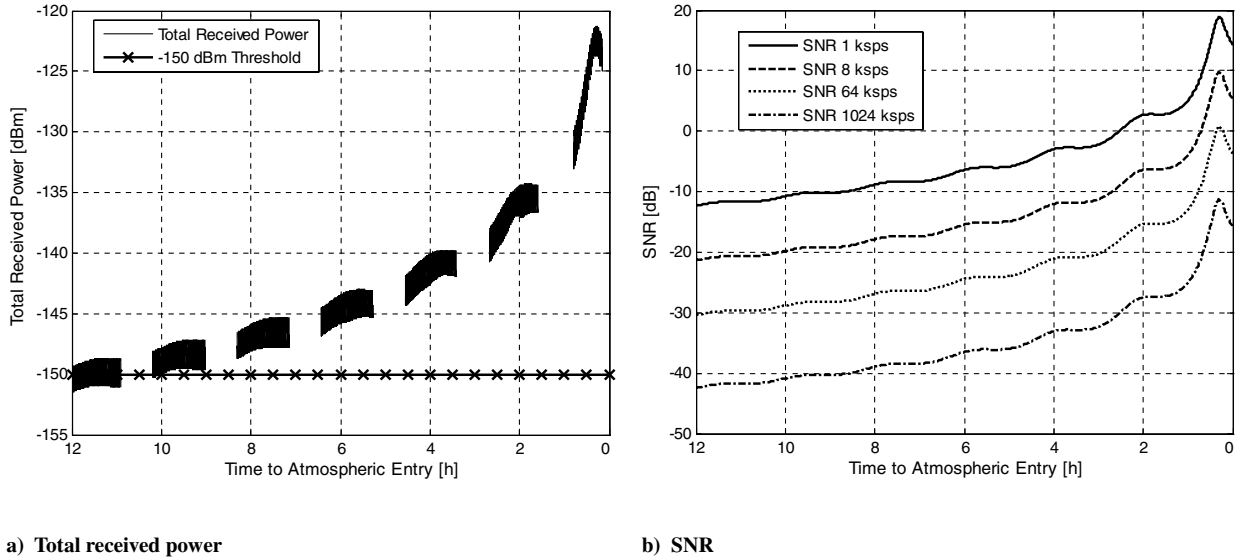 -120
-125
-130
-135
-140
-145
-150
-155
Total Received Power [dBm]
Total Received Power
-150 dBm Threshold
12
10
8
6
4
2
0
Time to Atmospheric Entry [h]
a) Total received power
20
10
0
-10
-20
-30
-40
-50
SNR [dB]
SNR 1 ksps
SNR 8 ksps
SNR 64 ksps
SNR 1024 ksps
12
10
8
6
4
2
0
Time to Atmospheric Entry [h]
b) SNR